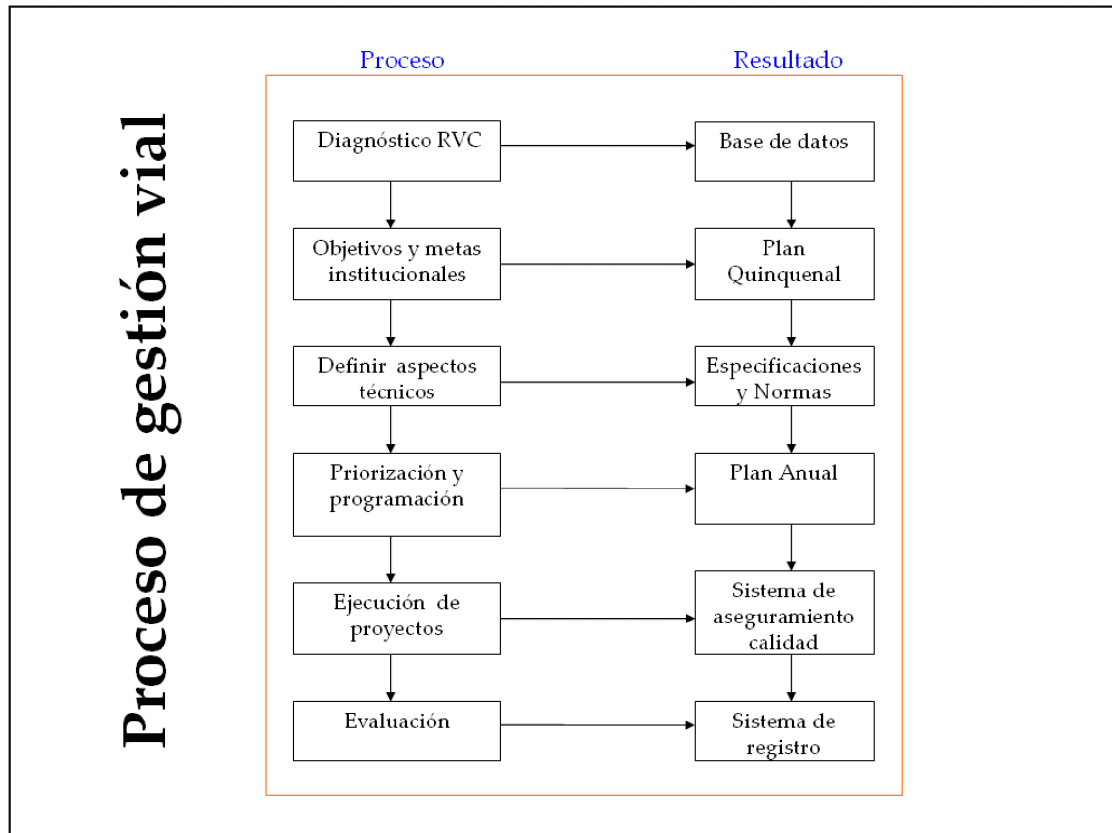 Proceso de gestión vial
Proceso
Resultado
Diagnóstico RVC
Base de datos
Objetivos y metas
institucionales
Plan
Quinquenal
Definir aspectos
técnicos
Especificaciones
y Normas
Priorización y
programación
Plan Anual
Ejecución de
proyectos
Sistema de
aseguramiento
calidad
Evaluación
Sistema de
registro